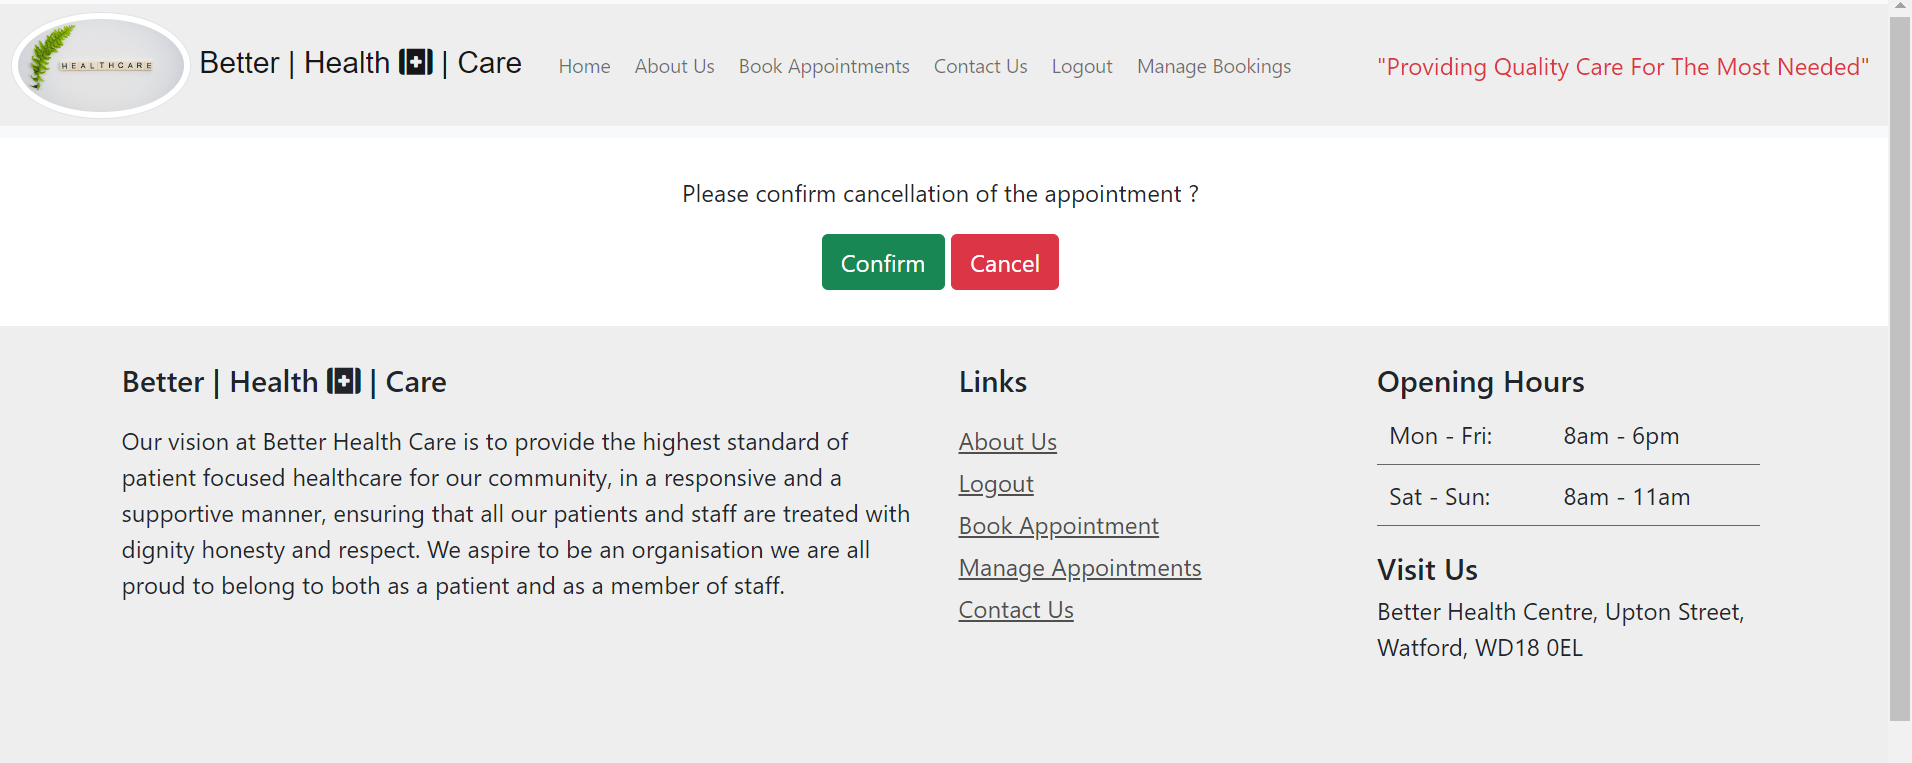 HEALTHCARE
Better | Health | Care
Home About Us Book Appointments Contact Us Logout Manage Bookings
"Providing Quality Care For The Most Needed"
Please confirm cancellation of the appointment ?
Confirm Cancel
Better | Health | Care
Our vision at Better Health Care is to provide the highest standard of
patient focused healthcare for our community, in a responsive and a
supportive manner, ensuring that all our patients and staff are treated with
dignity honesty and respect. We aspire to be an organisation we are all
proud to belong to both as a patient and as a member of staff.
Links
About Us
Logout
Book Appointment
Manage Appointments
Contact Us
Opening Hours
Mon - Fri: 8am - 6pm
Sat - Sun: 8am - 11am
Visit Us
Better Health Centre, Upton Street,
Watford, WD18 0EL